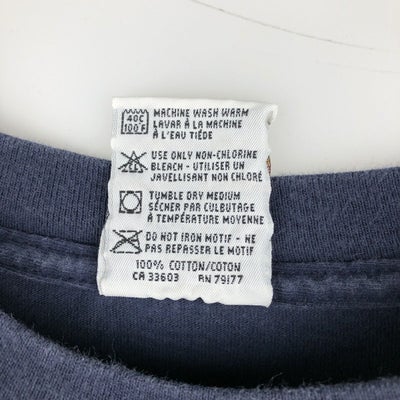 40C
100F
MACHINE WASH WARM
LAVAR À LA MACHINE
À L'EAU TIÈDE
USE ONLY NON-CHLORINE
BLEACH - UTILISER UN
JAVELLISANT NON CHLORÉ
TUMBLE DRY MEDIUM
SÉCHER PAR CULBUTAGE
À TEMPÉRATURE MOYENNE
DO NOT IRON MOTIF - NE
PAS REPASSER LE MOTIF
100% COTTON/COTON
CA 33603 RN 79177